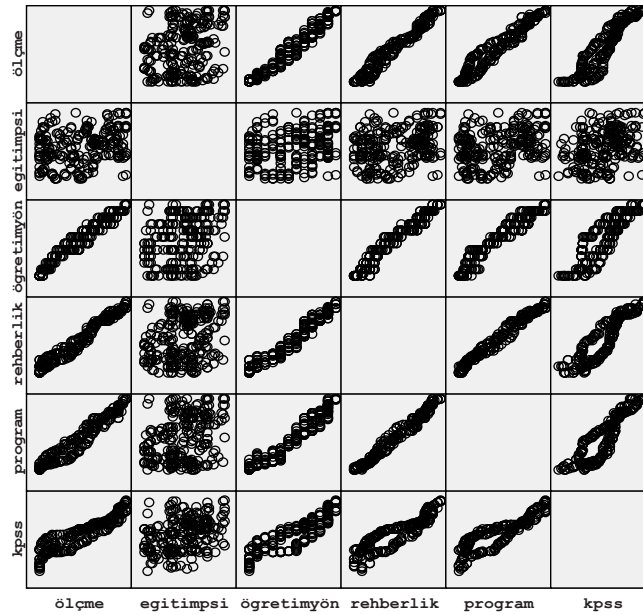 ölçme
egitimpsi
ögretimyön
rehberlik
program
kpss
ölçme egitimpsi ögretimyön rehberlik program kpss